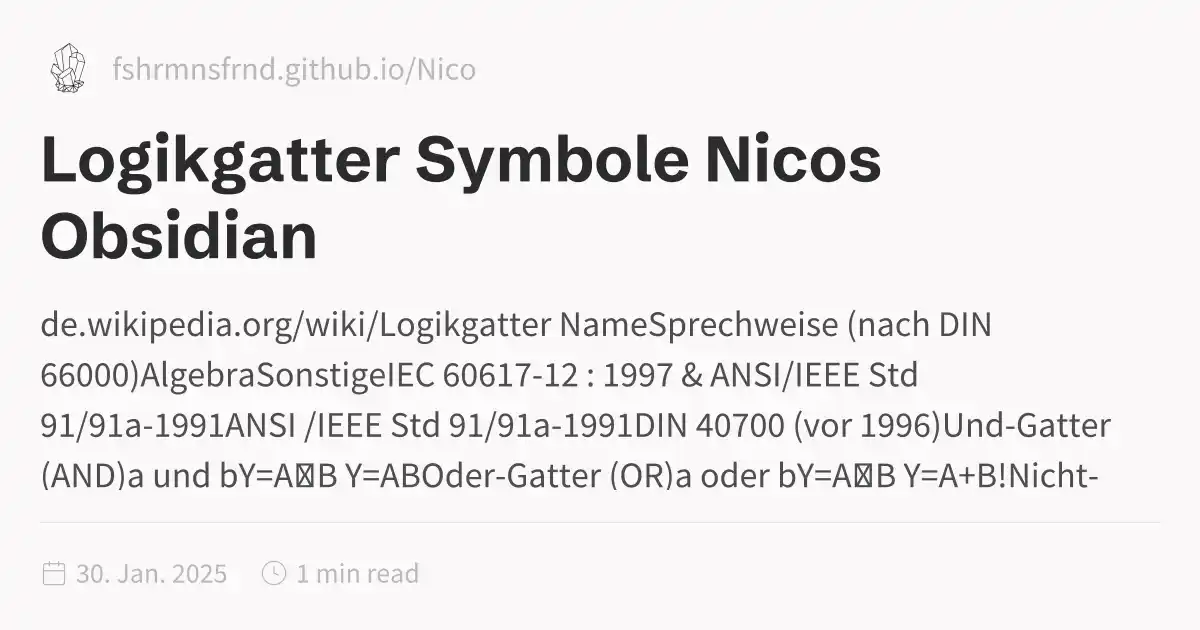 fshrmnsfrnd.github.io/Nico
Logikgatter Symbole Nicos
Obsidian
de.wikipedia.org/wiki/Logikgatter NameSprechweise (nach DIN
66000)AlgebraSonstigeIEC 60617-12 : 1997 & ANSI/IEEE Std
91/91a-1991ANSI /IEEE Std 91/91a-1991DIN 40700 (vor 1996)Und-Gatter
(AND)a und bY=A☒B Y=ABOder-Gatter (OR)a oder bY=A☒B Y=A+B!Nicht-
30. Jan. 2025 1 min read